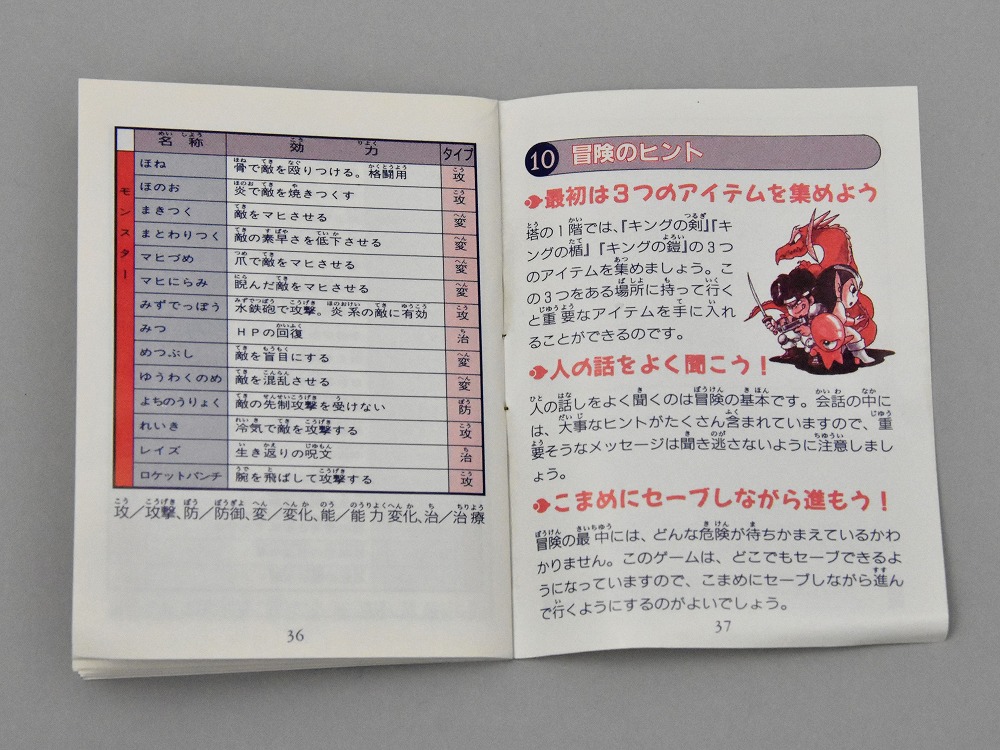 名称 効力 タイプ
モンスター
ほね 骨で敵を殴りつける。格闘用 攻
ほのお 炎で敵を焼きつくす 攻
まきつく 敵をマヒさせる 変
まとわりつく 敵の素早さを低下させる 変
マヒづめ 爪で敵をマヒさせる 変
マヒにらみ 睨んだ敵をマヒさせる 変
みずでっぽう 水鉄砲で攻撃。炎系の敵に有効 攻
みつ HPの回復 治
めつぶし 敵を盲目にする 変
ゆうわくのめ 敵を混乱させる 変
よちのうりょく 敵の先制攻撃を受けない 防
れいき 冷気で敵を攻撃する 攻
レイズ 生き返りの呪文 治
ロケットパンチ 腕を飛ばして攻撃する 攻
攻/攻撃、防/防御、変/変化、能/能力変化、治/治療
36
10 冒険のヒント
最初は3つのアイテムを集めよう
塔の1階では、『キングの剣』『キ
ングの楯』『キングの鎧』の3つ
のアイテムを集めましょう。こ
の3つをある場所に持って行く
と重要なアイテムを手に入れ
ることができるのです。
人の話をよく聞こう!
人の話しをよく聞くのは冒険の基本です。会話の中に
は、大事なヒントがたくさん含まれていますので、重
要そうなメッセージは聞き逃さないように注意しまし
ょう。
こまめにセーブしながら進もう!
冒険の最中には、どんな危険が待ちかまえているかわ
かりません。このゲームは、どこでもセーブできるよ
うになっていますので、こまめにセーブしながら進ん
で行くようにするのがよいでしょう。
37